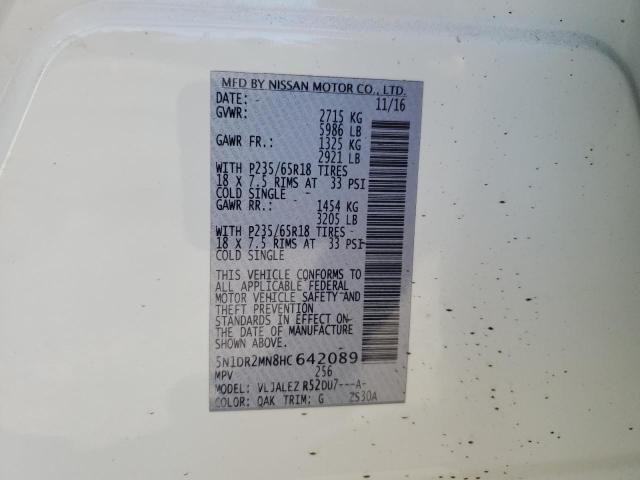 MFD BY NISSAN MOTOR CO., LTD.
DATE: - 11/16
GVWR: 2715 KG
5986 LB
GAWR FR.: 1325 KG
2921 LB
WITH P235/65R18 TIRES
18 X 7.5 RIMS AT 33 PSI
COLD SINGLE -
GAWR RR.: 1454 KG
3205 LB
WITH P235/65R18 TIRES-
18 X 7.5 RIMS AT 33 PSI-
COLD SINGLE
THIS VEHICLE CONFORMS TO
ALL APPLICABLE FEDERAL
MOTOR VEHICLE SAFETY AND
THEFT PREVENTION
STANDARDS IN EFFECT ON-
THE DATE OF MANUFACTURE
SHOWN ABOVE.
5N1DR2MN8HC 642089
MPV 256
MODEL: VLJALEZ R52DU7---A-
COLOR: QAK TRIM: G ZS30A